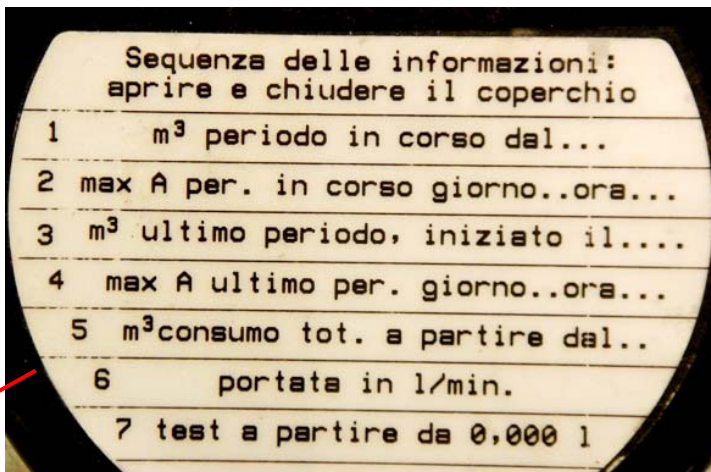 Sequenza delle informazioni:
aprire e chiudere il coperchio
1 m³ periodo in corso dal...
2 max A per. in corso giorno..ora...
3 m³ ultimo periodo, iniziato il....
4 max A ultimo per. giorno..ora...
5 m³consumo tot. a partire dal..
6 portata in l/min.
7 test a partire da 0,000 l